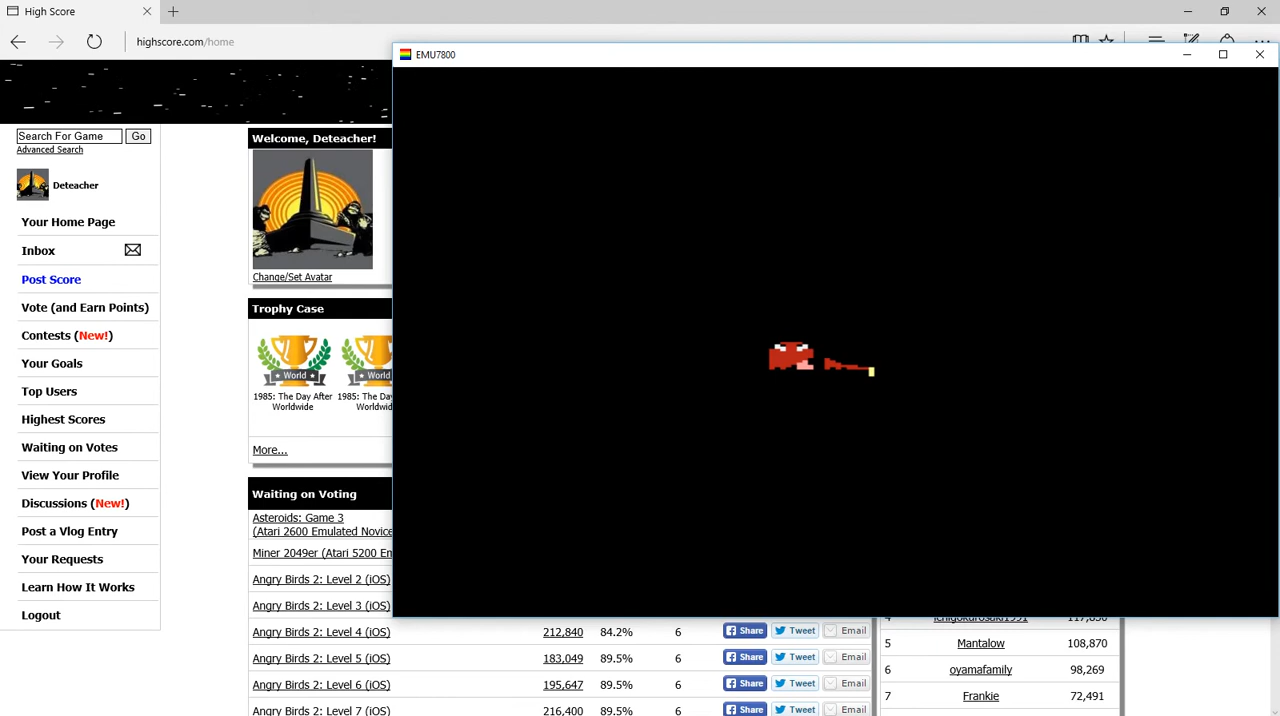 High Score
highscore.com/home
EMU7800
Search For Game
Go
Advanced Search
Deteacher
Your Home Page
Inbox
Post Score
Vote (and Earn Points)
Contests (New!)
Your Goals
Top Users
Highest Scores
Waiting on Votes
View Your Profile
Discussions (New!)
Post a Vlog Entry
Your Requests
Learn How It Works
Logout
Welcome, Deteacher!
Change/Set Avatar
Trophy Case
World World
1985: The Day After 1985: The Day
Worldwide World
More...
Waiting on Voting
Asteroids: Game 3
(Atari 2600 Emulated Novice
Miner 2049er (Atari 5200 Em
Angry Birds 2: Level 2 (iOS)
Angry Birds 2: Level 3 (iOS)
Angry Birds 2: Level 4 (iOS) 212,840 84.2% 6 Share Tweet Email
Angry Birds 2: Level 5 (iOS) 183,049 89.5% 6 Share Tweet Email
Angry Birds 2: Level 6 (iOS) 195,647 89.5% 6 Share Tweet Email
Angry Birds 2: Level 7 (iOS) 216,400 89.5% 6 Share Tweet Email
4
5 Mantalow 108,870
6 oyamafamily 98,269
7 Frankie 72,491